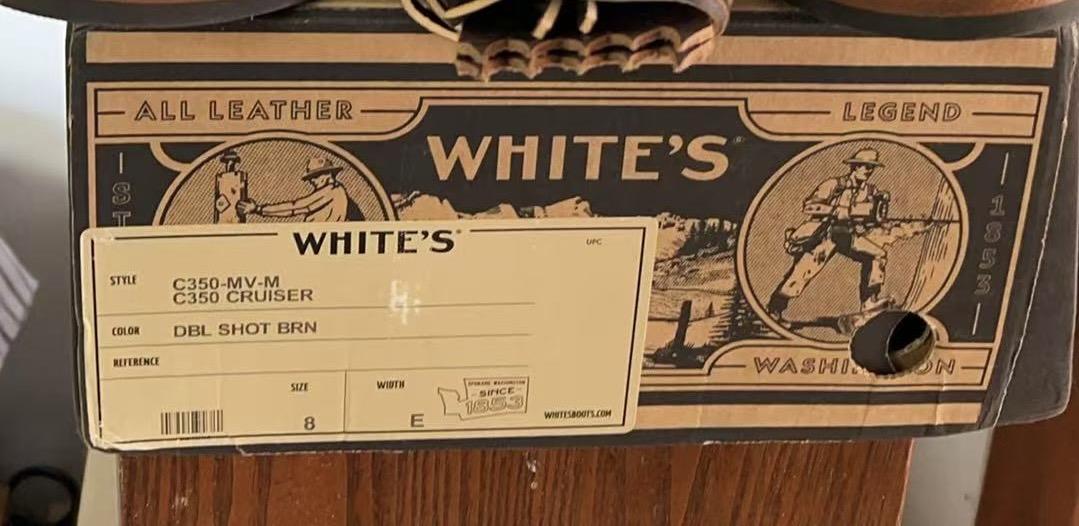 ALL LEATHER
LEGEND
WHITE'S
ST
1853
WHITE'S
UPC
STYLE
C350-MV-M
C350 CRUISER
COLOR
DBL SHOT BRN
REFERENCE
SIZE
8
WIDTH
E
SPOKANE WASHINGTON
SINCE
1853
WHITESBOOTS.COM